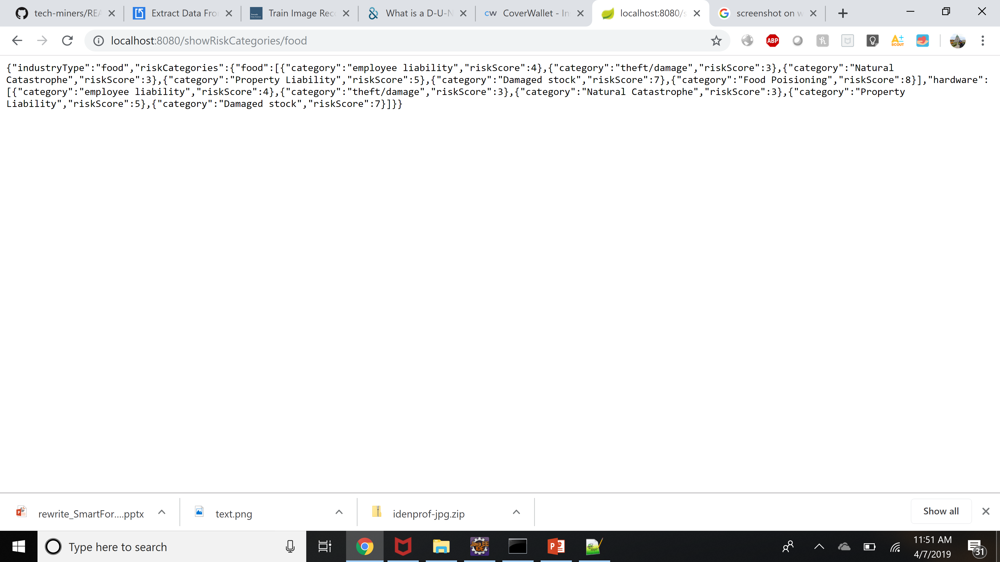 tech-miners/REA
Extract Data Fro
Train Image Rec
What is a D-U-N
CW CoverWallet - In
localhost:8080/s
screenshot on w
localhost:8080/showRiskCategories/food
ABP
SCOUT
{"industryType":"food","riskCategories":{"food":[{"category":"employee liability","riskScore":4},{"category":"theft/damage","riskScore":3},{"category":"Natural
Catastrophe","riskScore":3},{"category":"Property Liability","riskScore":5},{"category":"Damaged stock","riskScore":7},{"category":"Food Poisioning","riskScore":8}],"hardware":
[{"category":"employee liability","riskScore":4},{"category":"theft/damage","riskScore":3},{"category":"Natural Catastrophe","riskScore":3},{"category":"Property
Liability","riskScore":5},{"category":"Damaged stock","riskScore":7}]}}
rewrite_SmartFor....pptx
text.png
idenprof-jpg.zip
Show all
Type here to search
Java EE
IDE
11:51 AM
4/7/2019
31